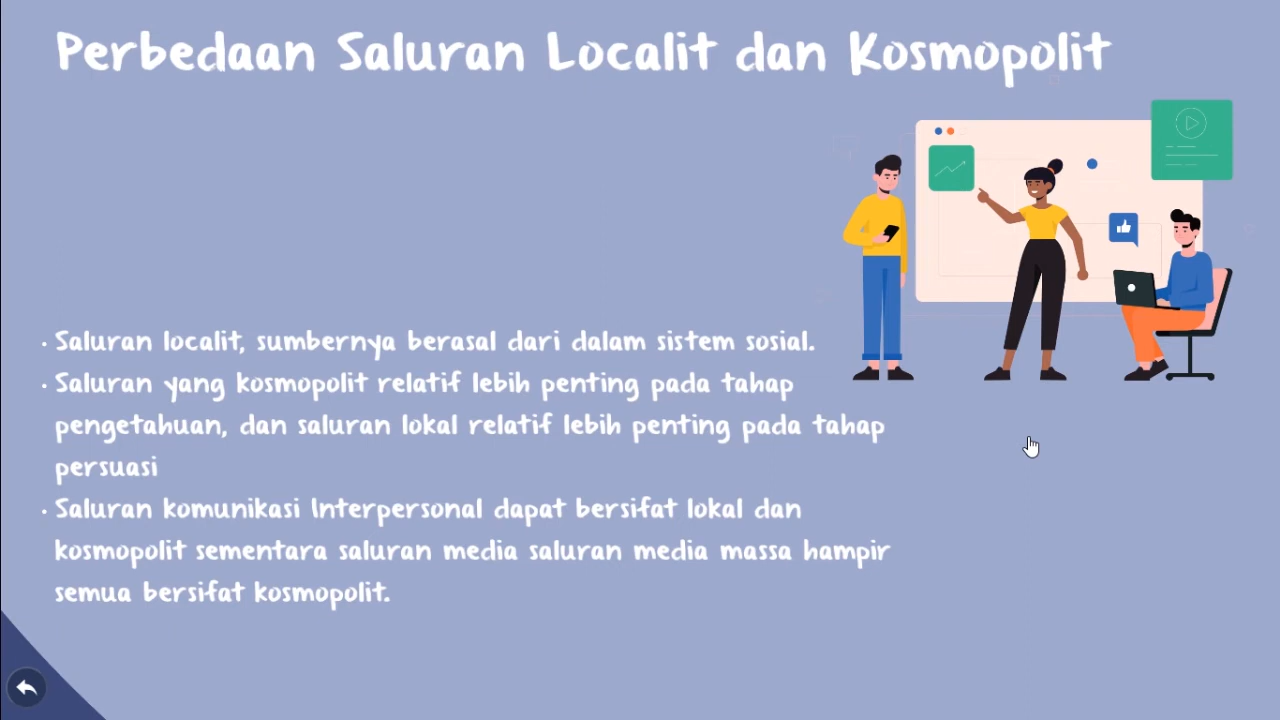 Perbedaan Saluran Localit dan Kosmopolit
· Saluran localit, sumbernya berasal dari dalam sistem sosial.
· Saluran yang kosmopolit relatif lebih penting pada tahap
pengetahuan, dan saluran lokal relatif lebih penting pada tahap
persuasi
· Saluran komunikasi Interpersonal dapat bersifat lokal dan
kosmopolit sementara saluran media saluran media massa hampir
semua bersifat kosmopolit.